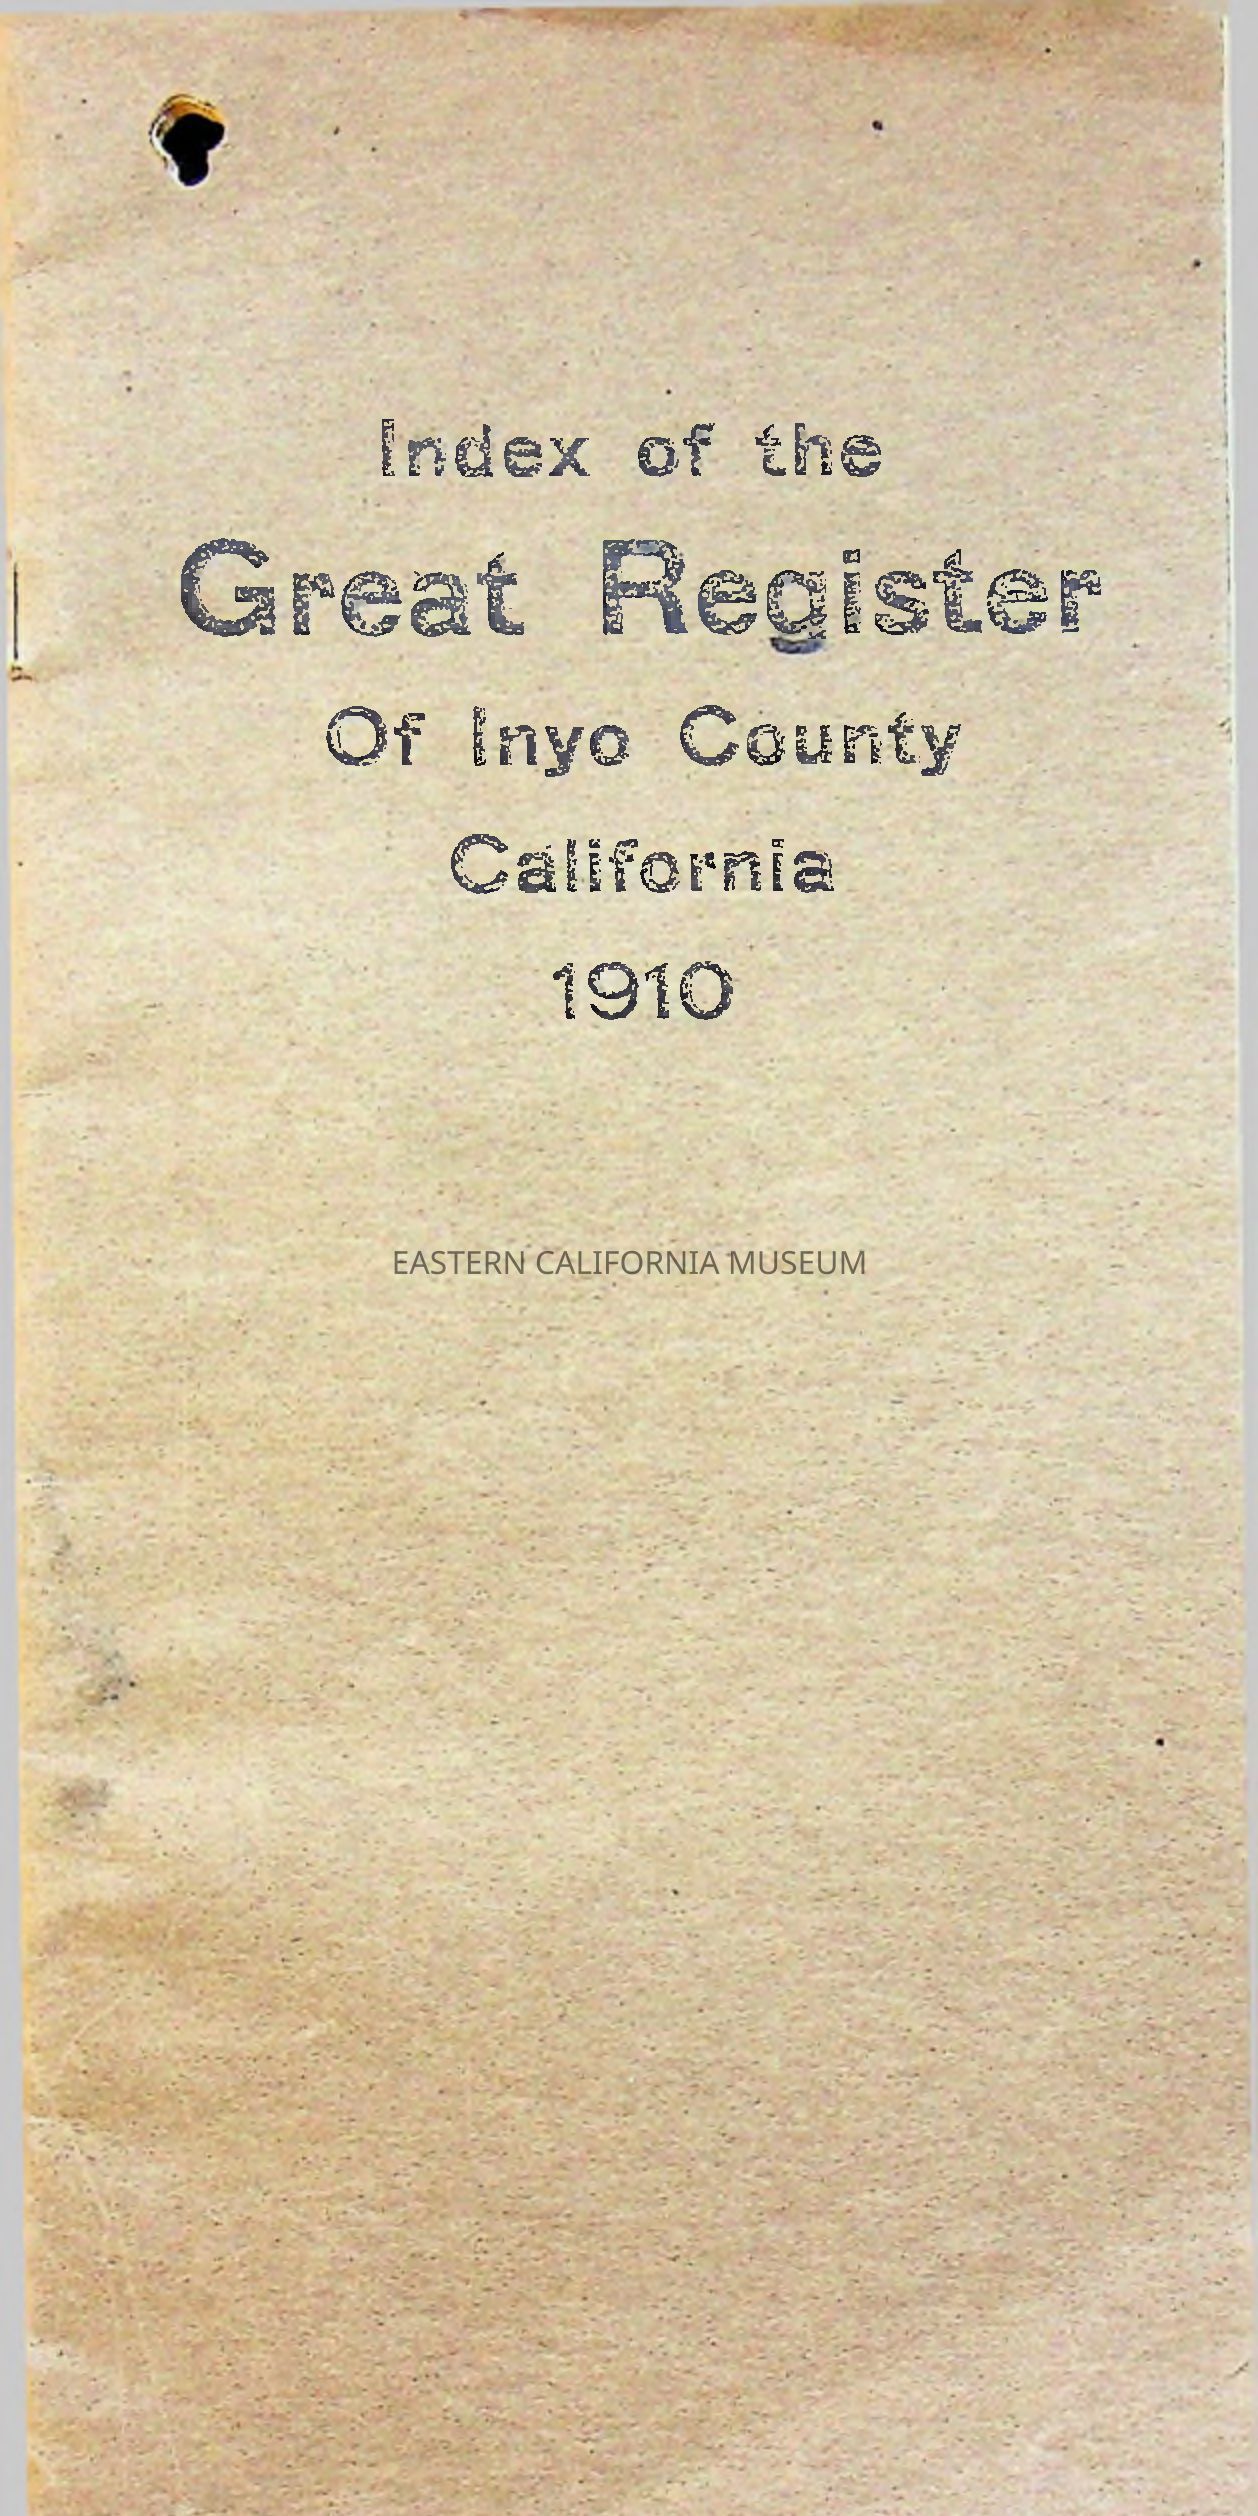 Index of the
Great Register
Of Inyo County
California
1910
EASTERN CALIFORNIA MUSEUM